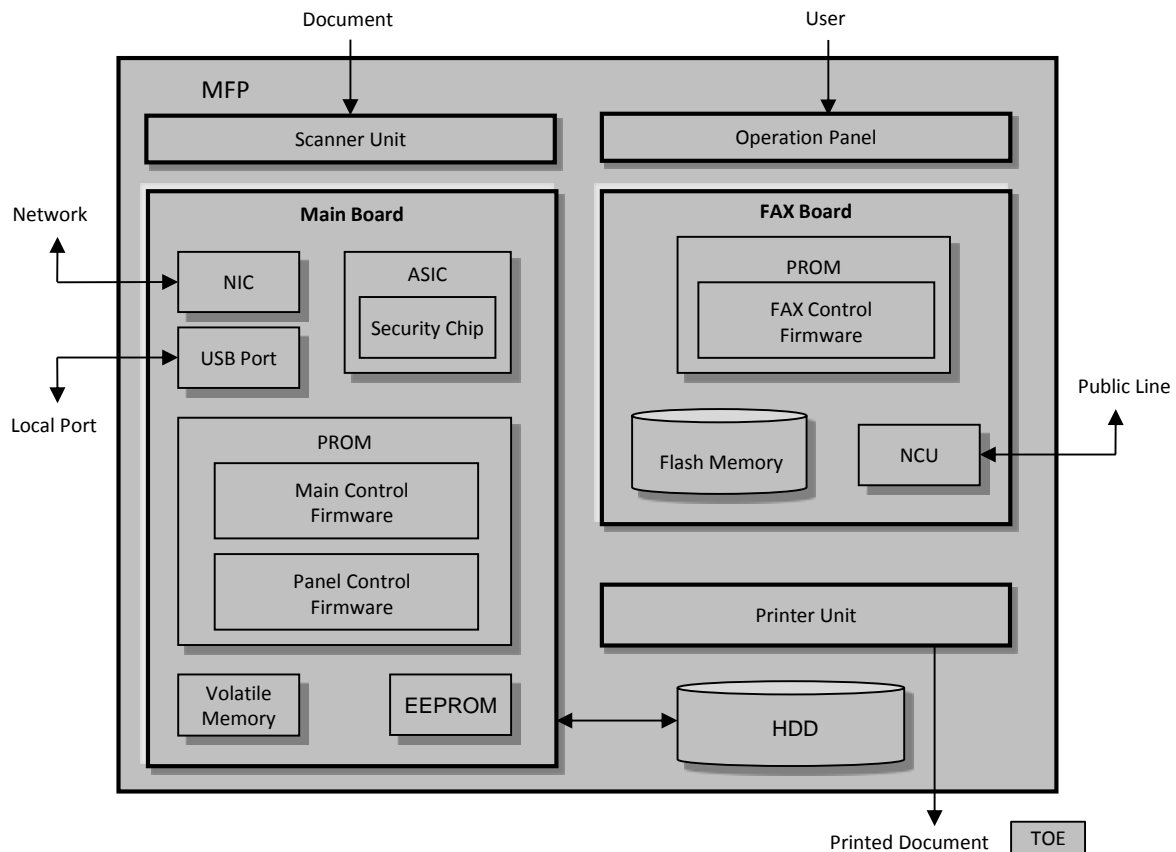 Document
User
MFP
Scanner Unit
Operation Panel
Main Board
FAX Board
Network
NIC
ASIC
Security Chip
USB Port
Local Port
PROM
Main Control
Firmware
Panel Control
Firmware
Volatile
Memory
EEPROM
PROM
FAX Control
Firmware
Flash Memory
NCU
Public Line
Printer Unit
HDD
Printed Document
TOE